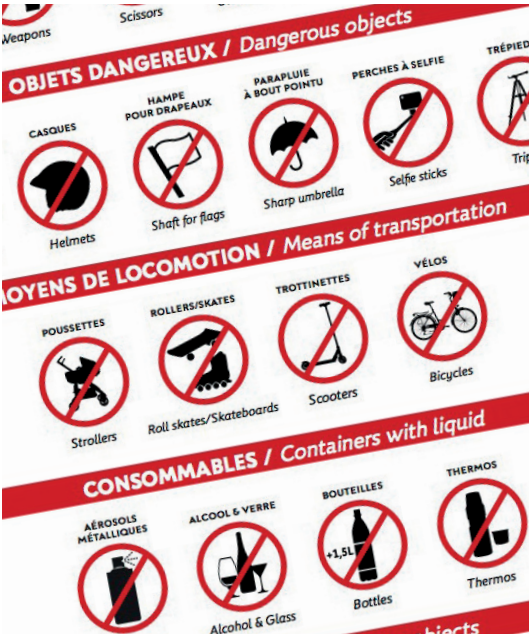 Weapons
Scissors
OBJETS DANGEREUX / Dangerous objects
CASQUES
HAMPE
POUR DRAPEAUX
PARAPLUIE
À BOUT POINTU
PERCHES À SELFIE
TRÉPIED
Helmets
Shaft for flags
Sharp umbrella
Selfie sticks
Trip
MOYENS DE LOCOMOTION / Means of transportation
POUSSETTES
ROLLERS/SKATES
TROTTINETTES
VÉLOS
Strollers
Roll skates/Skateboards
Scooters
Bicycles
CONSOMMABLES / Containers with liquid
AÉROSOLS
MÉTALLIQUES
ALCOOL & VERRE
BOUTEILLES
THERMOS
+1,5L
Alcohol & Glass
Bottles
Thermos